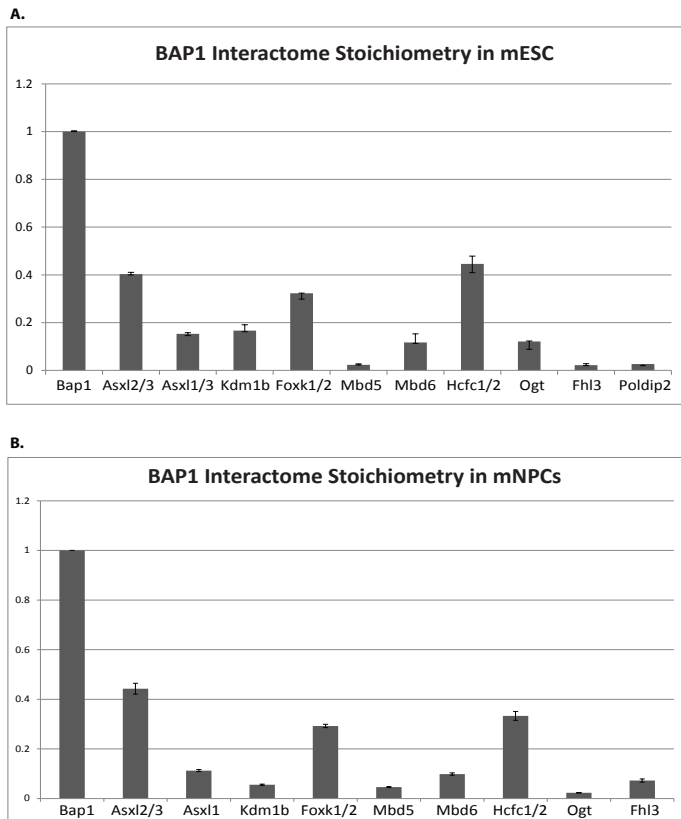 A.
BAP1 Interactome Stoichiometry in mESC
1.2
1
0.8
0.6
0.4
0.2
0
Bap1 Asxl2/3 Asxl1/3 Kdm1b Foxk1/2 Mbd5 Mbd6 Hcfc1/2 Ogt Fhl3 Poldip2
B.
BAP1 Interactome Stoichiometry in mNPCs
1.2
1
0.8
0.6
0.4
0.2
0
Bap1 Asxl2/3 Asxl1 Kdm1b Foxk1/2 Mbd5 Mbd6 Hcfc1/2 Ogt Fhl3